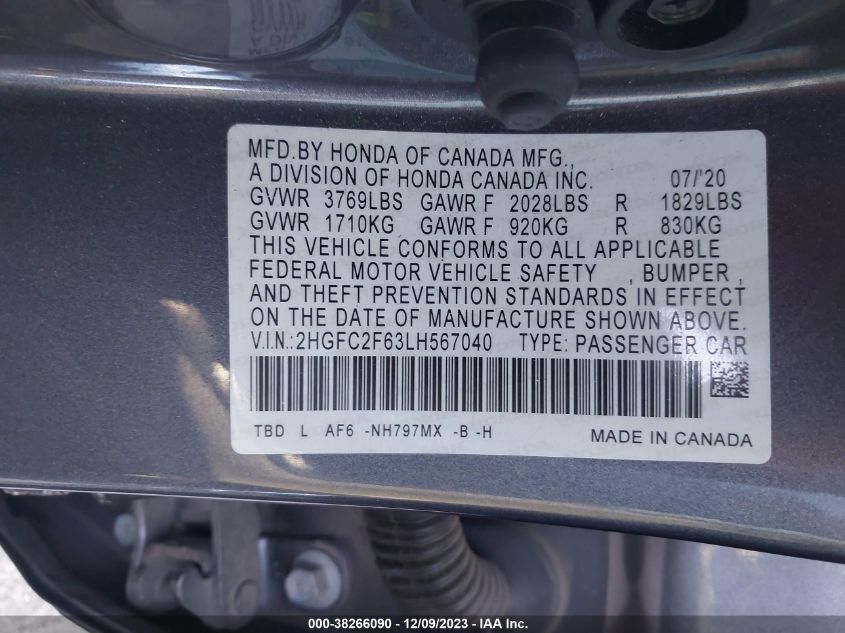 MFD.BY HONDA OF CANADA MFG.,
A DIVISION OF HONDA CANADA INC. 07/'20
GVWR 3769LBS GAWR F 2028LBS R 1829LBS
GVWR 1710KG GAWR F 920KG R 830KG
THIS VEHICLE CONFORMS TO ALL APPLICABLE
FEDERAL MOTOR VEHICLE SAFETY , BUMPER ,
AND THEFT PREVENTION STANDARDS IN EFFECT
ON THE DATE OF MANUFACTURE SHOWN ABOVE.
V.I.N.:2HGFC2F63LH567040 TYPE: PASSENGER CAR
TBD L AF6 -NH797MX -B -H MADE IN CANADA
000-38266090 - 12/09/2023 - IAA Inc.